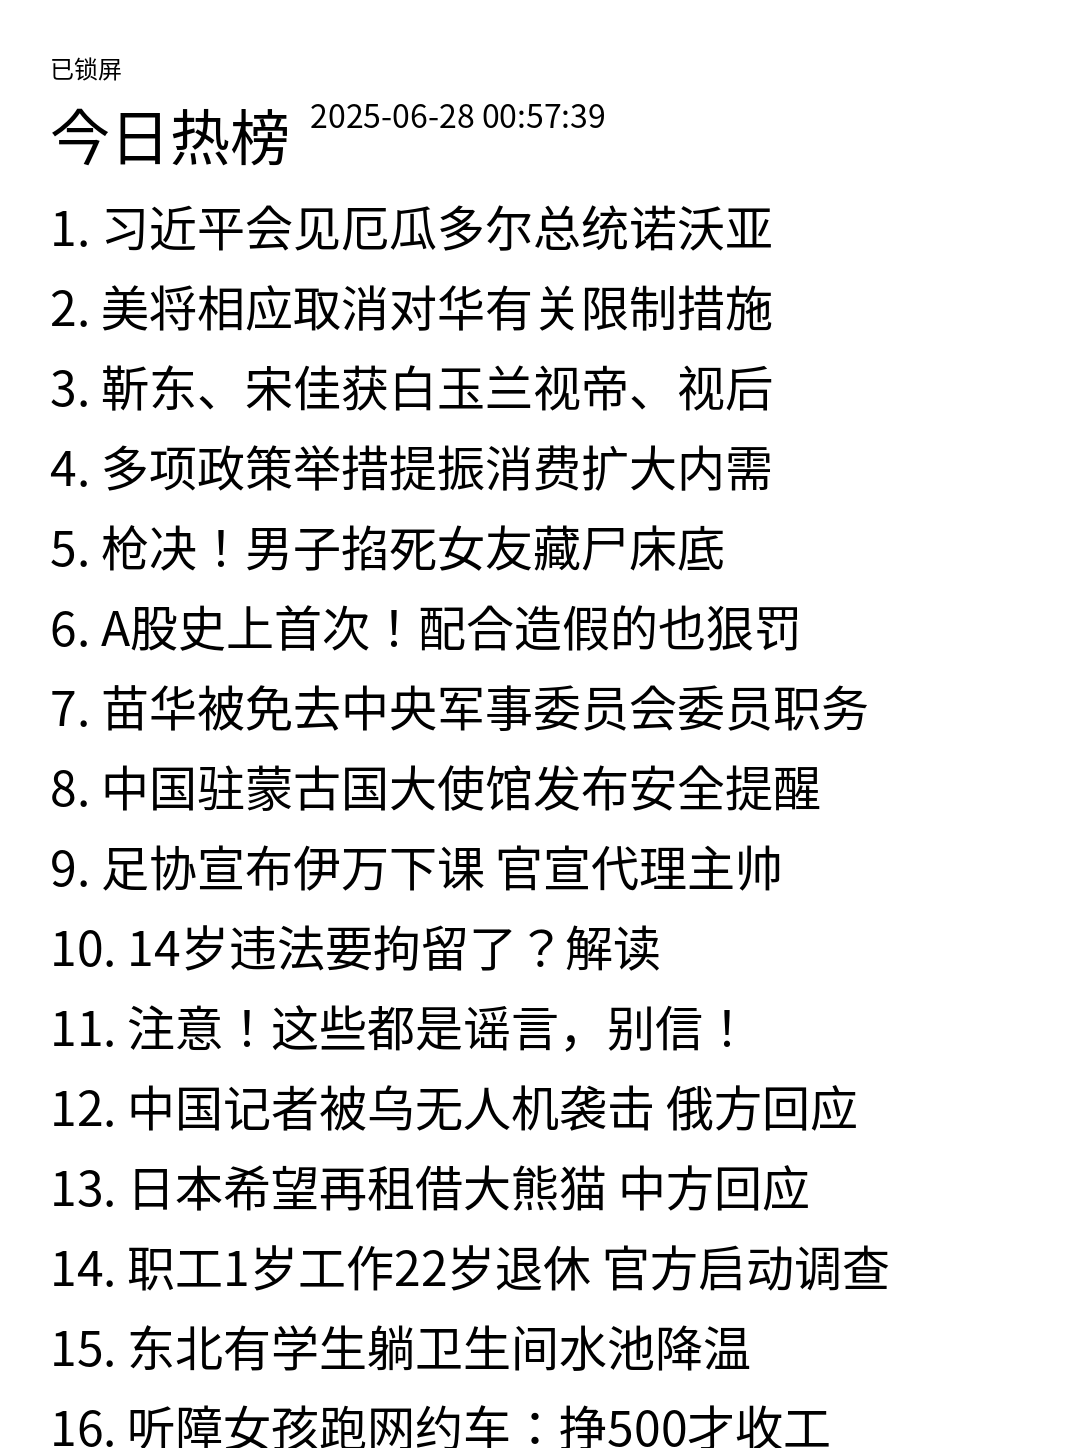 已锁屏
今日热榜 2025-06-28 00:57:39
1. 习近平会见厄瓜多尔总统诺沃亚
2. 美将相应取消对华有关限制措施
3. 靳东、宋佳获白玉兰视帝、视后
4. 多项政策举措提振消费扩大内需
5. 枪决！男子掐死女友藏尸床底
6. A股史上首次！配合造假的也狠罚
7. 苗华被免去中央军事委员会委员职务
8. 中国驻蒙古国大使馆发布安全提醒
9. 足协宣布伊万下课 官宣代理主帅
10. 14岁违法要拘留了？解读
11. 注意！这些都是谣言，别信！
12. 中国记者被乌无人机袭击 俄方回应
13. 日本希望再租借大熊猫 中方回应
14. 职工1岁工作22岁退休 官方启动调查
15. 东北有学生躺卫生间水池降温
16. 听障女孩跑网约车：挣500才收工